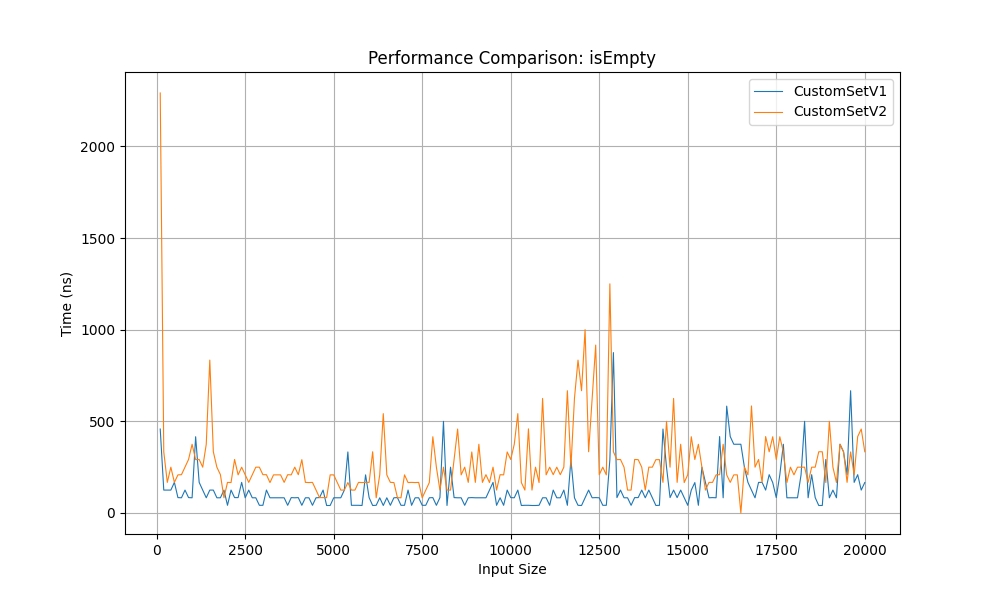 Performance Comparison: isEmpty
CustomSetV1
CustomSetV2
Time (ns)
2000
1500
1000
500
0
0 2500 5000 7500 10000 12500 15000 17500 20000
Input Size